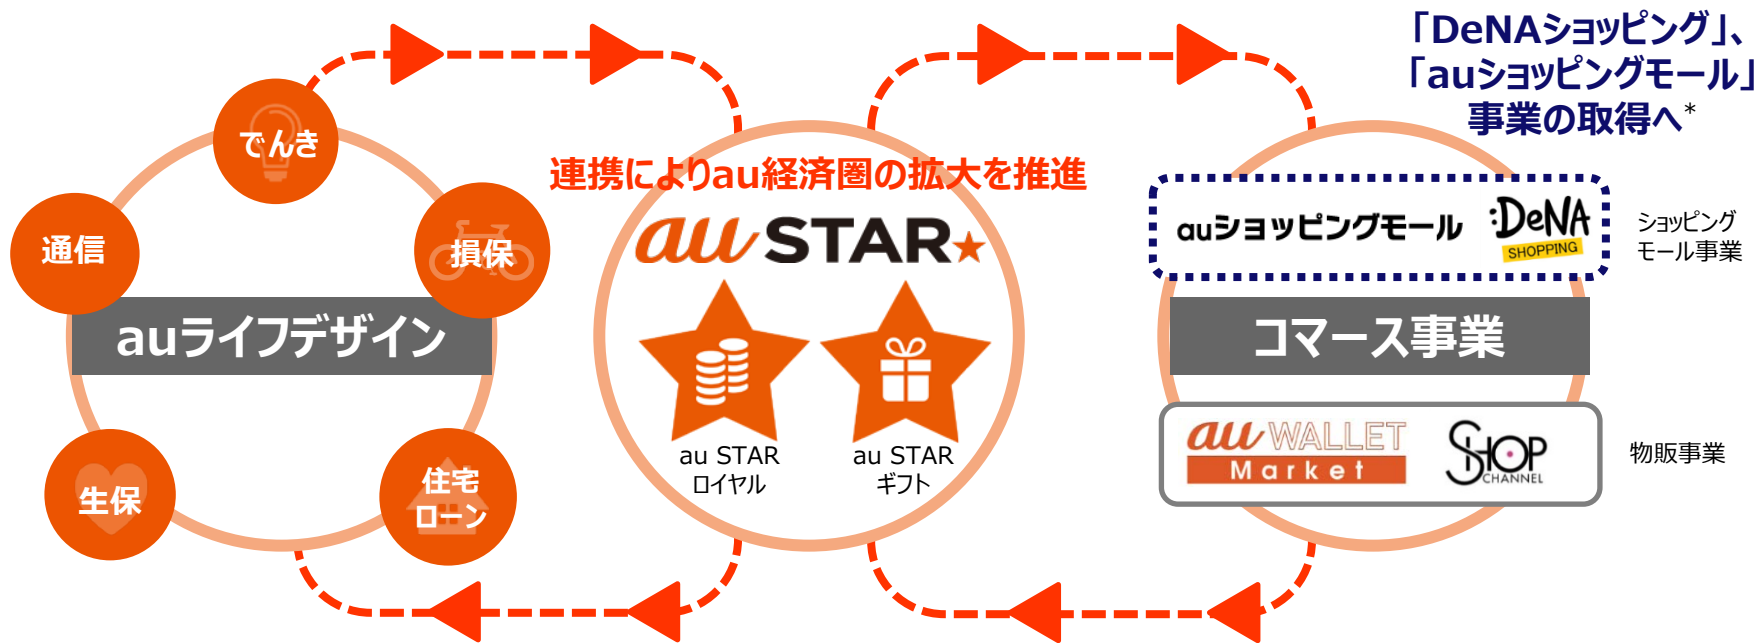 「DeNAショッピング」、
「auショッピングモール」
事業の取得へ*
でんき
通信
損保
auライフデザイン
生保
住宅
ローン
連携によりau経済圏の拡大を推進
au STAR
au STAR
ロイヤル
au STAR
ギフト
auショッピングモール
:DeNA
SHOPPING
ショッピング
モール事業
コマース事業
au WALLET
Market
SHOP
CHANNEL
物販事業